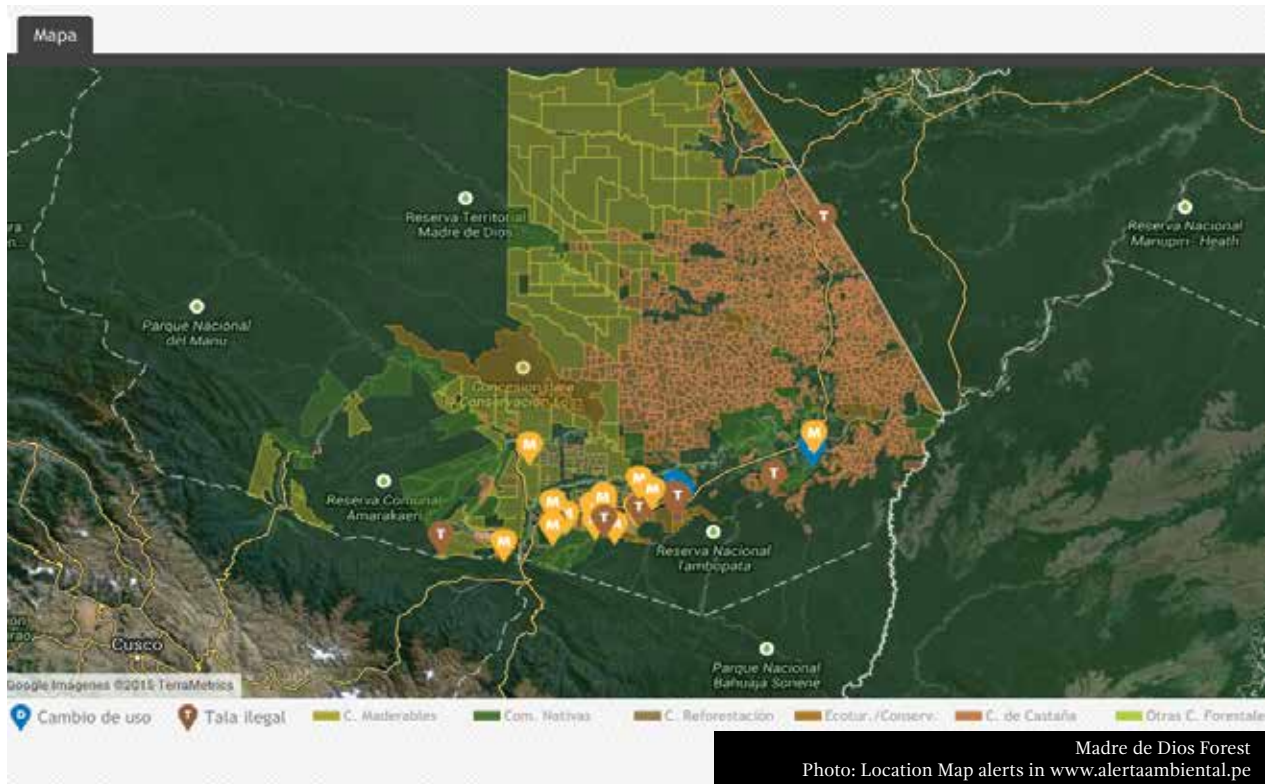 Mapa
Reserva Territorial
Madre de Dios
Reserva Nacional
Manuripi - Heath
Parque Nacional
del Manu
T
Concesión para
M
M
Reserva Comunal
Amarakaeri
M
M
T
M
M
T
T
T
M
T
T
M
M
Reserva Nacional
Tambopata
Cusco
Parque Nacional
Bahuaja Sonene
Google Imágenes ©2015 TerraMetrics
D Cambio de uso
T Tala ilegal
C. Maderables
Com. Nativas
C. Reforestación
Ecotur./Conserv.
C. de Castaña
Otras C. Forestale
Madre de Dios Forest
Photo: Location Map alerts in www.alertaambiental.pe